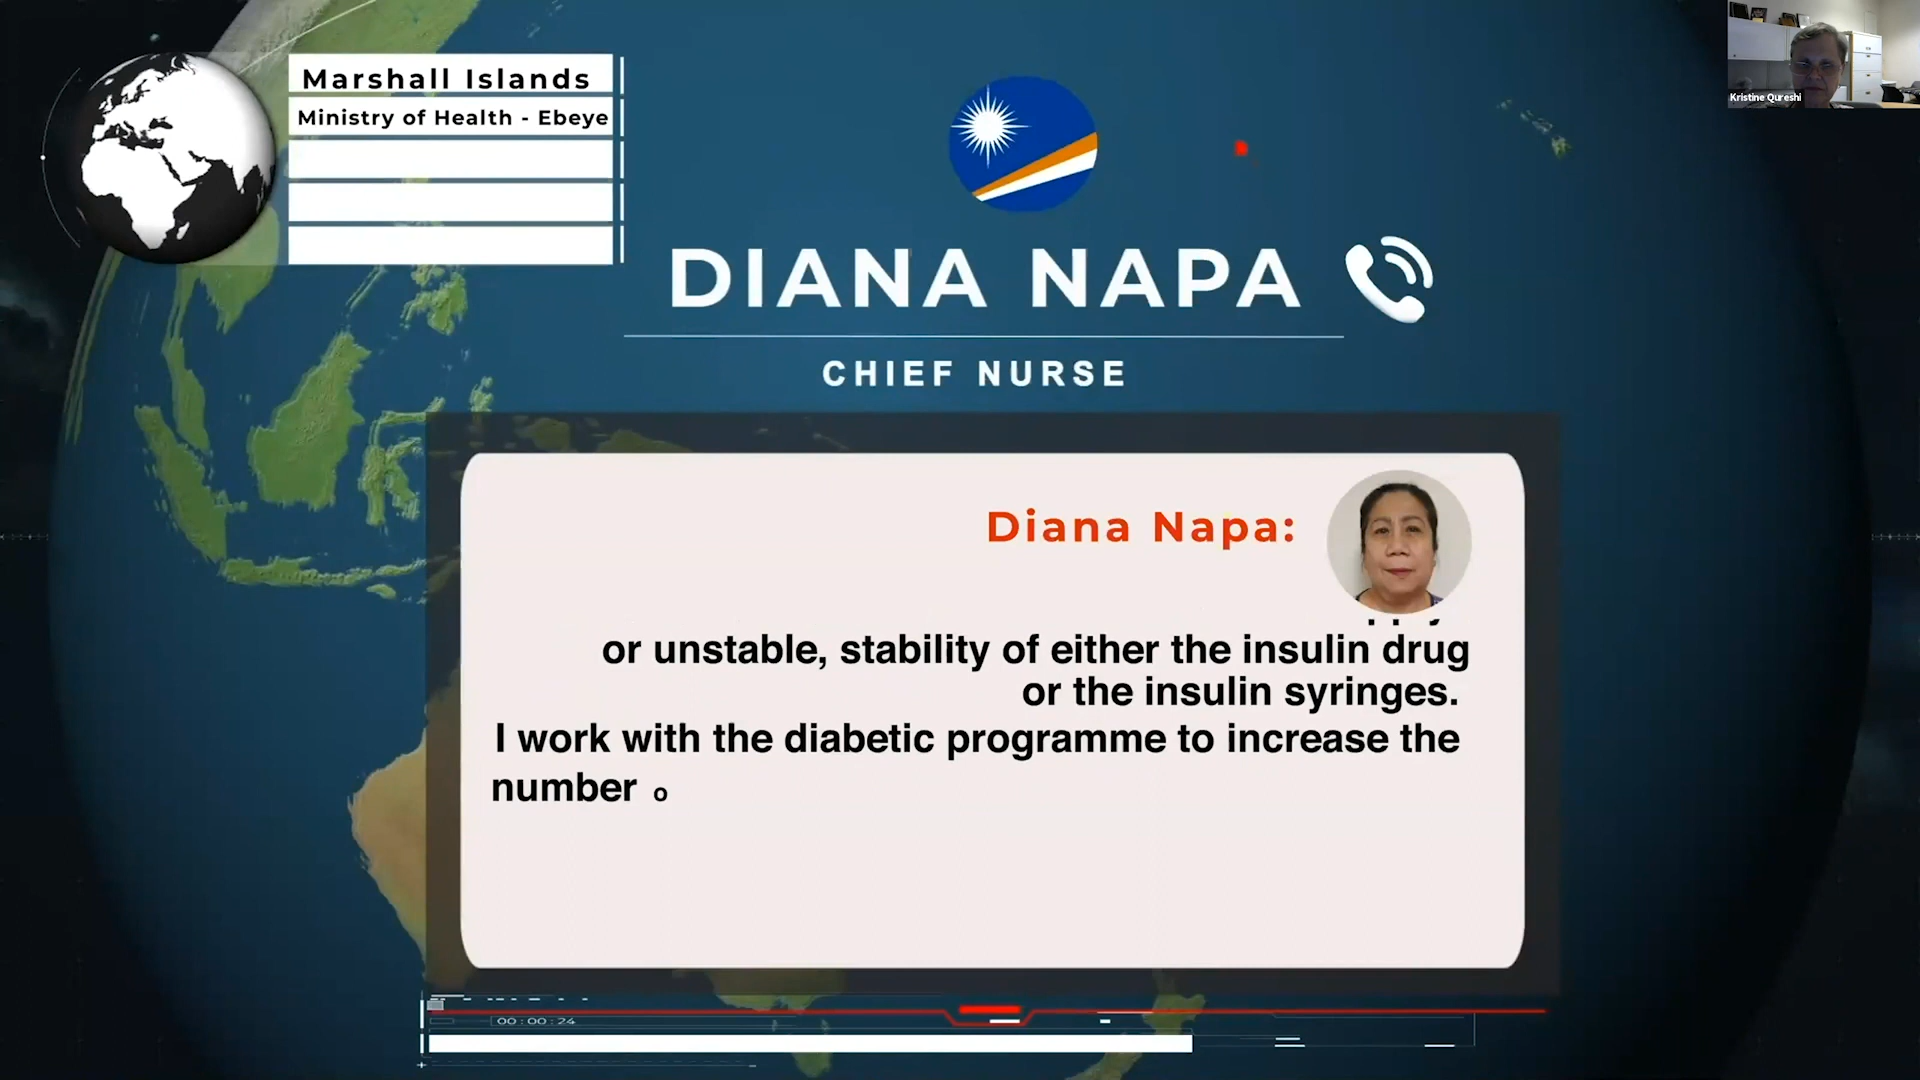 Marshall Islands
Ministry of Health - Ebeye
Kristine Qureshi
DIANA NAPA
CHIEF NURSE
Diana Napa:
or unstable, stability of either the insulin drug
or the insulin syringes.
I work with the diabetic programme to increase the
number o
00:00:24